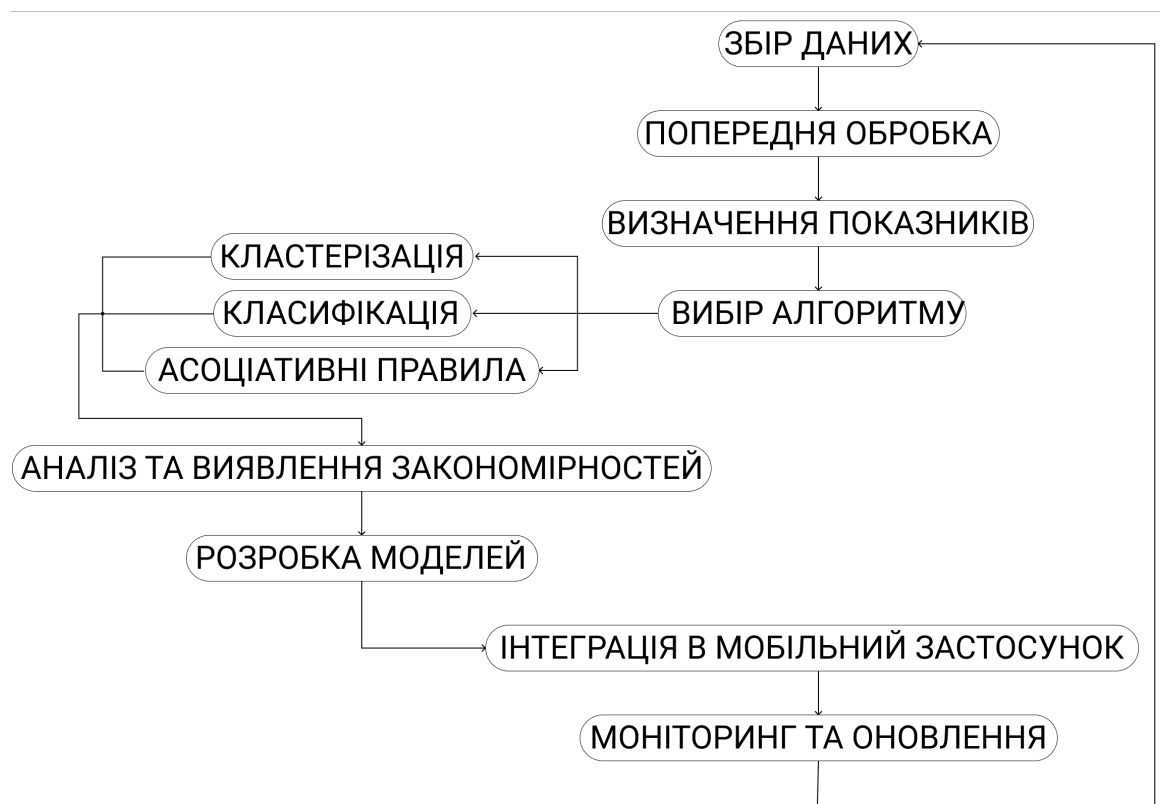 ЗБІР ДАНИХ
ПОПЕРЕДНЯ ОБРОБКА
ВИЗНАЧЕННЯ ПОКАЗНИКІВ
ВИБІР АЛГОРИТМУ
КЛАСТЕРІЗАЦІЯ
КЛАСИФІКАЦІЯ
АСОЦІАТИВНІ ПРАВИЛА
АНАЛІЗ ТА ВИЯВЛЕННЯ ЗАКОНОМІРНОСТЕЙ
РОЗРОБКА МОДЕЛЕЙ
ІНТЕГРАЦІЯ В МОБІЛЬНИЙ ЗАСТОСУНОК
МОНІТОРИНГ ТА ОНОВЛЕННЯ